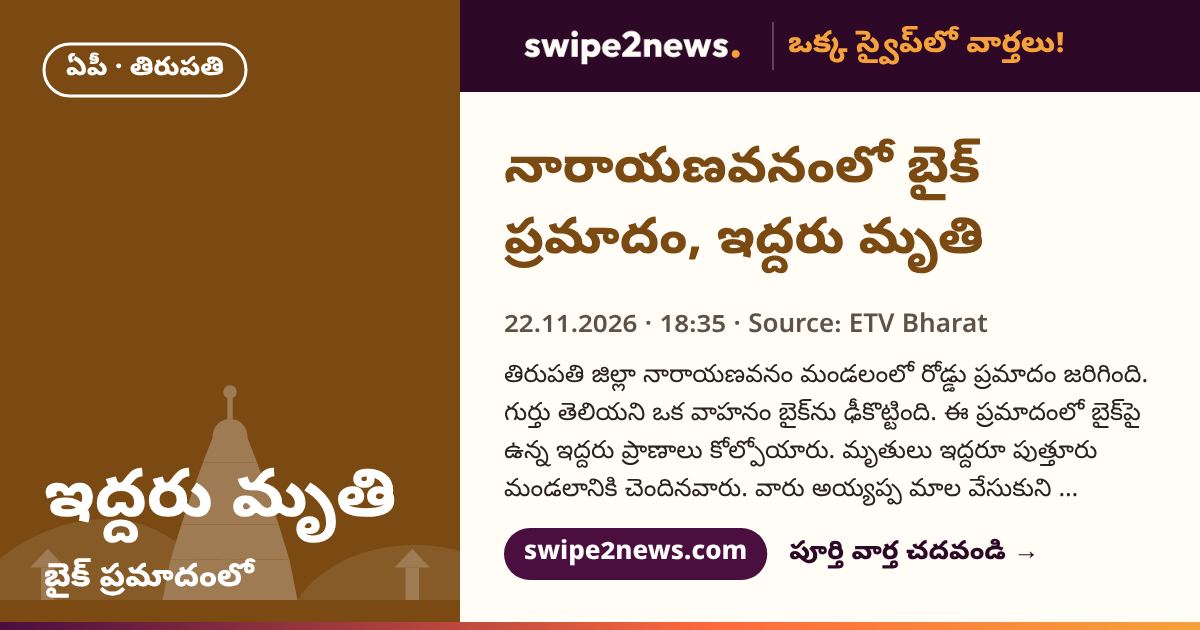 ఏపీ · తిరుపతి
ఇద్దరు మృతి
బైక్ ప్రమాదంలో
swipe2news.
ఒక్క స్వైప్‌లో వార్తలు!
నారాయణవనంలో బైక్
ప్రమాదం, ఇద్దరు మృతి
22.11.2026 · 18:35 · Source: ETV Bharat
తిరుపతి జిల్లా నారాయణవనం మండలంలో రోడ్డు ప్రమాదం జరిగింది.
గుర్తు తెలియని ఒక వాహనం బైక్‌ను ఢీకొట్టింది. ఈ ప్రమాదంలో బైక్‌పై
ఉన్న ఇద్దరు ప్రాణాలు కోల్పోయారు. మృతులు ఇద్దరూ పుత్తూరు
మండలానికి చెందినవారు. వారు అయ్యప్ప మాల వేసుకుని ...
swipe2news.com
పూర్తి వార్త చదవండి →